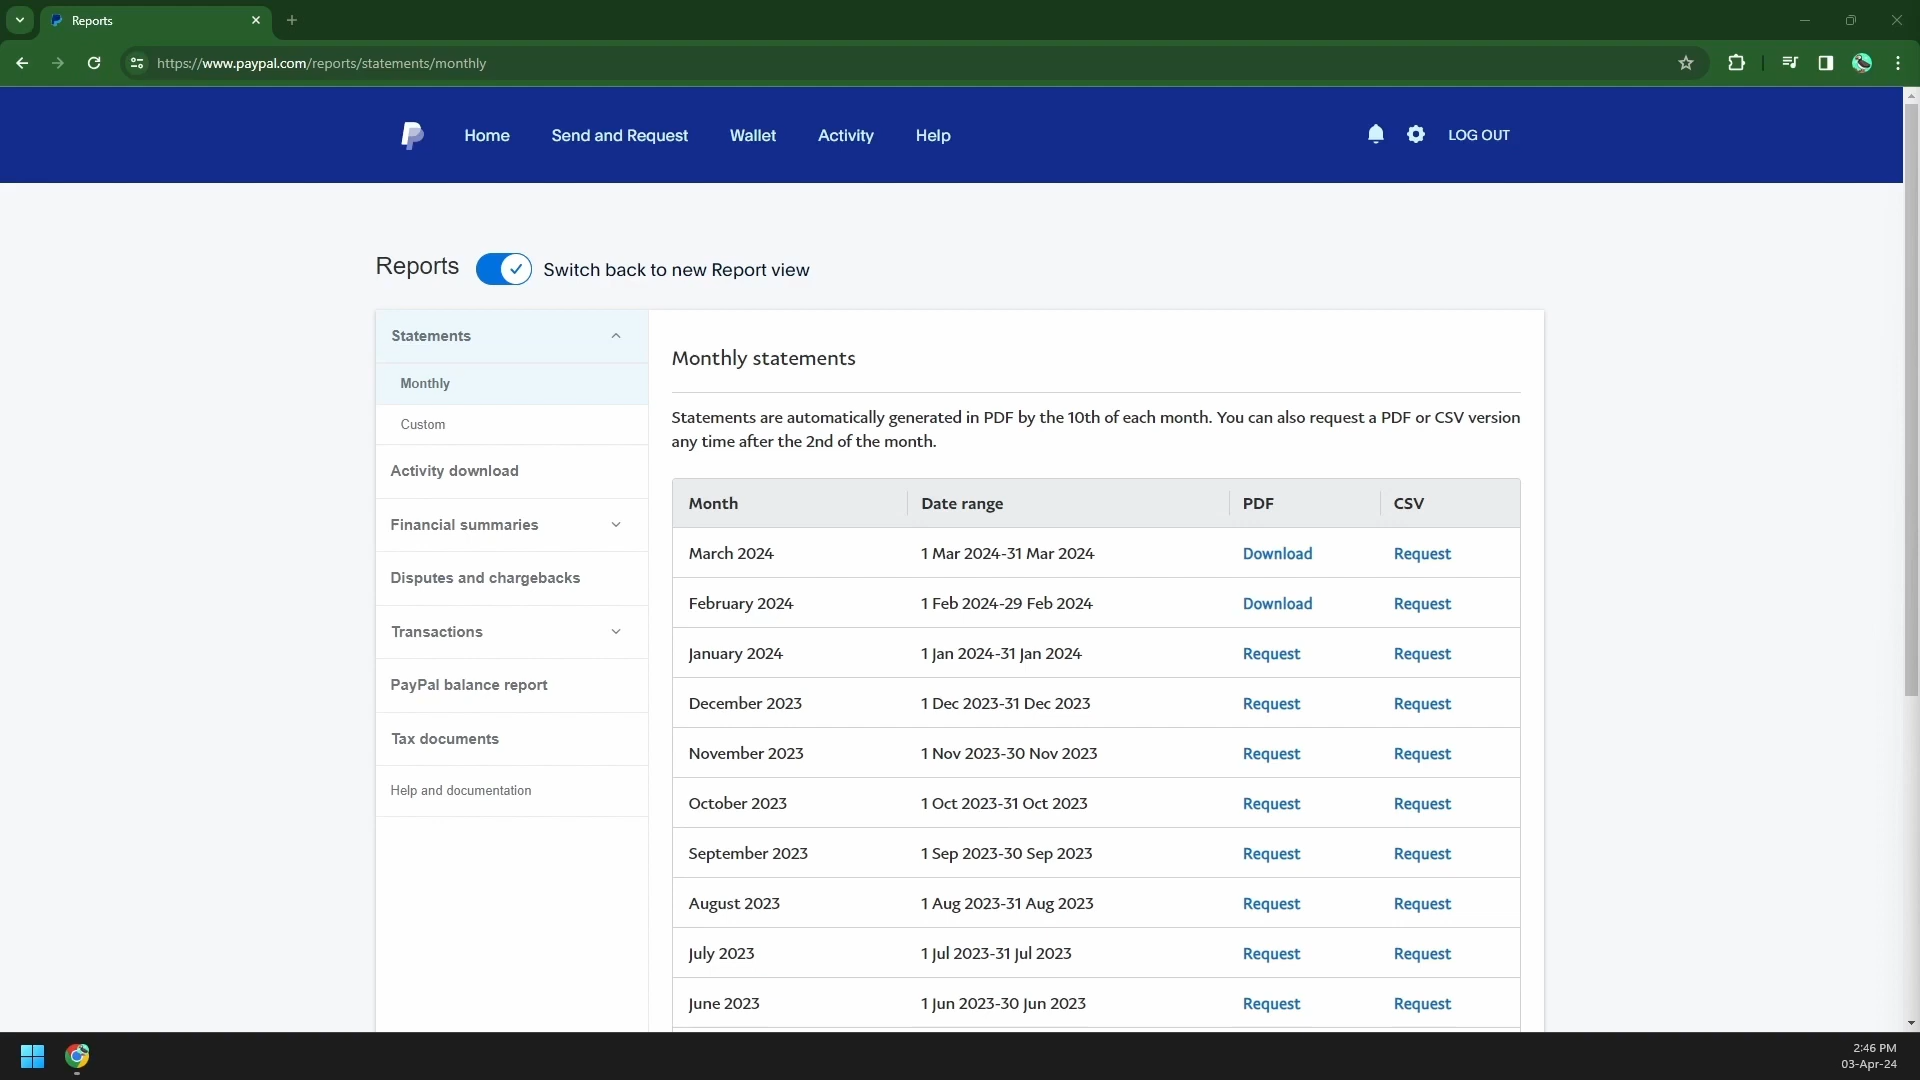 Reports
https://www.paypal.com/reports/statements/monthly
Home Send and Request Wallet Activity Help LOG OUT
Reports Switch back to new Report view
Statements
Monthly
Custom
Activity download
Financial summaries
Disputes and chargebacks
Transactions
PayPal balance report
Tax documents
Help and documentation
Monthly statements
Statements are automatically generated in PDF by the 10th of each month. You can also request a PDF or CSV version
any time after the 2nd of the month.
Month Date range PDF CSV
March 2024 1 Mar 2024-31 Mar 2024 Download Request
February 2024 1 Feb 2024-29 Feb 2024 Download Request
January 2024 1 Jan 2024-31 Jan 2024 Request Request
December 2023 1 Dec 2023-31 Dec 2023 Request Request
November 2023 1 Nov 2023-30 Nov 2023 Request Request
October 2023 1 Oct 2023-31 Oct 2023 Request Request
September 2023 1 Sep 2023-30 Sep 2023 Request Request
August 2023 1 Aug 2023-31 Aug 2023 Request Request
July 2023 1 Jul 2023-31 Jul 2023 Request Request
June 2023 1 Jun 2023-30 Jun 2023 Request Request
2:46 PM
03-Apr-24